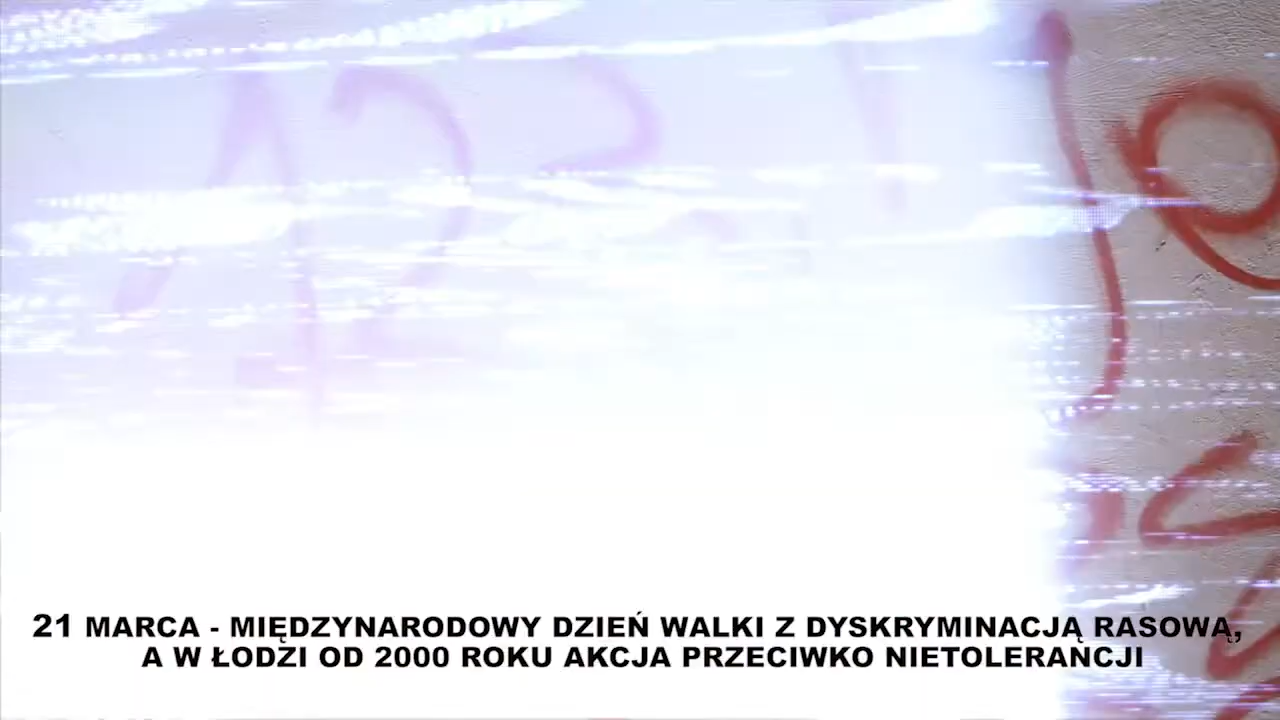 21 MARCA - MIĘDZYNARODOWY DZIEŃ WALKI Z DYSKRYMINACJĄ RASOWĄ,
A W ŁODZI OD 2000 ROKU AKCJA PRZECIWKO NIETOLERANCJI